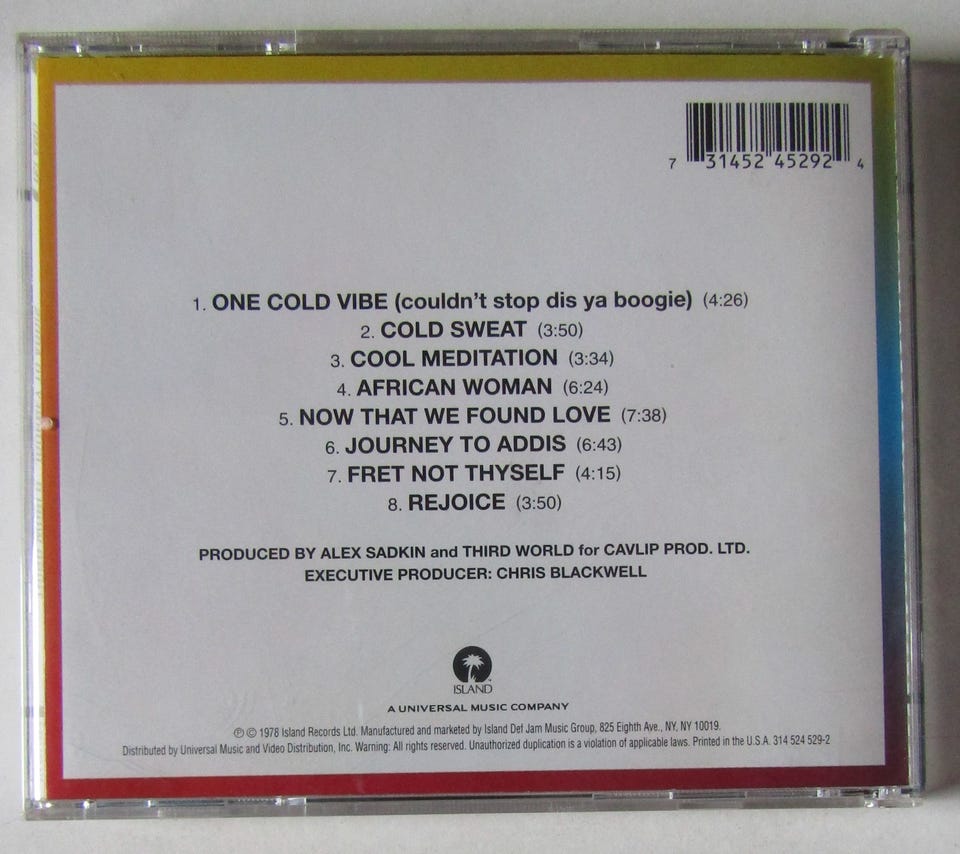 7 31452 45292 4
1. ONE COLD VIBE (couldn't stop dis ya boogie) (4:26)
2. COLD SWEAT (3:50)
3. COOL MEDITATION (3:34)
4. AFRICAN WOMAN (6:24)
5. NOW THAT WE FOUND LOVE (7:38)
6. JOURNEY TO ADDIS (6:43)
7. FRET NOT THYSELF (4:15)
8. REJOICE (3:50)
PRODUCED BY ALEX SADKIN and THIRD WORLD for CAVLIP PROD. LTD.
EXECUTIVE PRODUCER: CHRIS BLACKWELL
ISLAND
A UNIVERSAL MUSIC COMPANY
℗ © 1978 Island Records Ltd. Manufactured and marketed by Island Def Jam Music Group, 825 Eighth Ave., NY, NY 10019.
Distributed by Universal Music and Video Distribution, Inc. Warning: All rights reserved. Unauthorized duplication is a violation of applicable laws. Printed in the U.S.A. 314 524 529-2